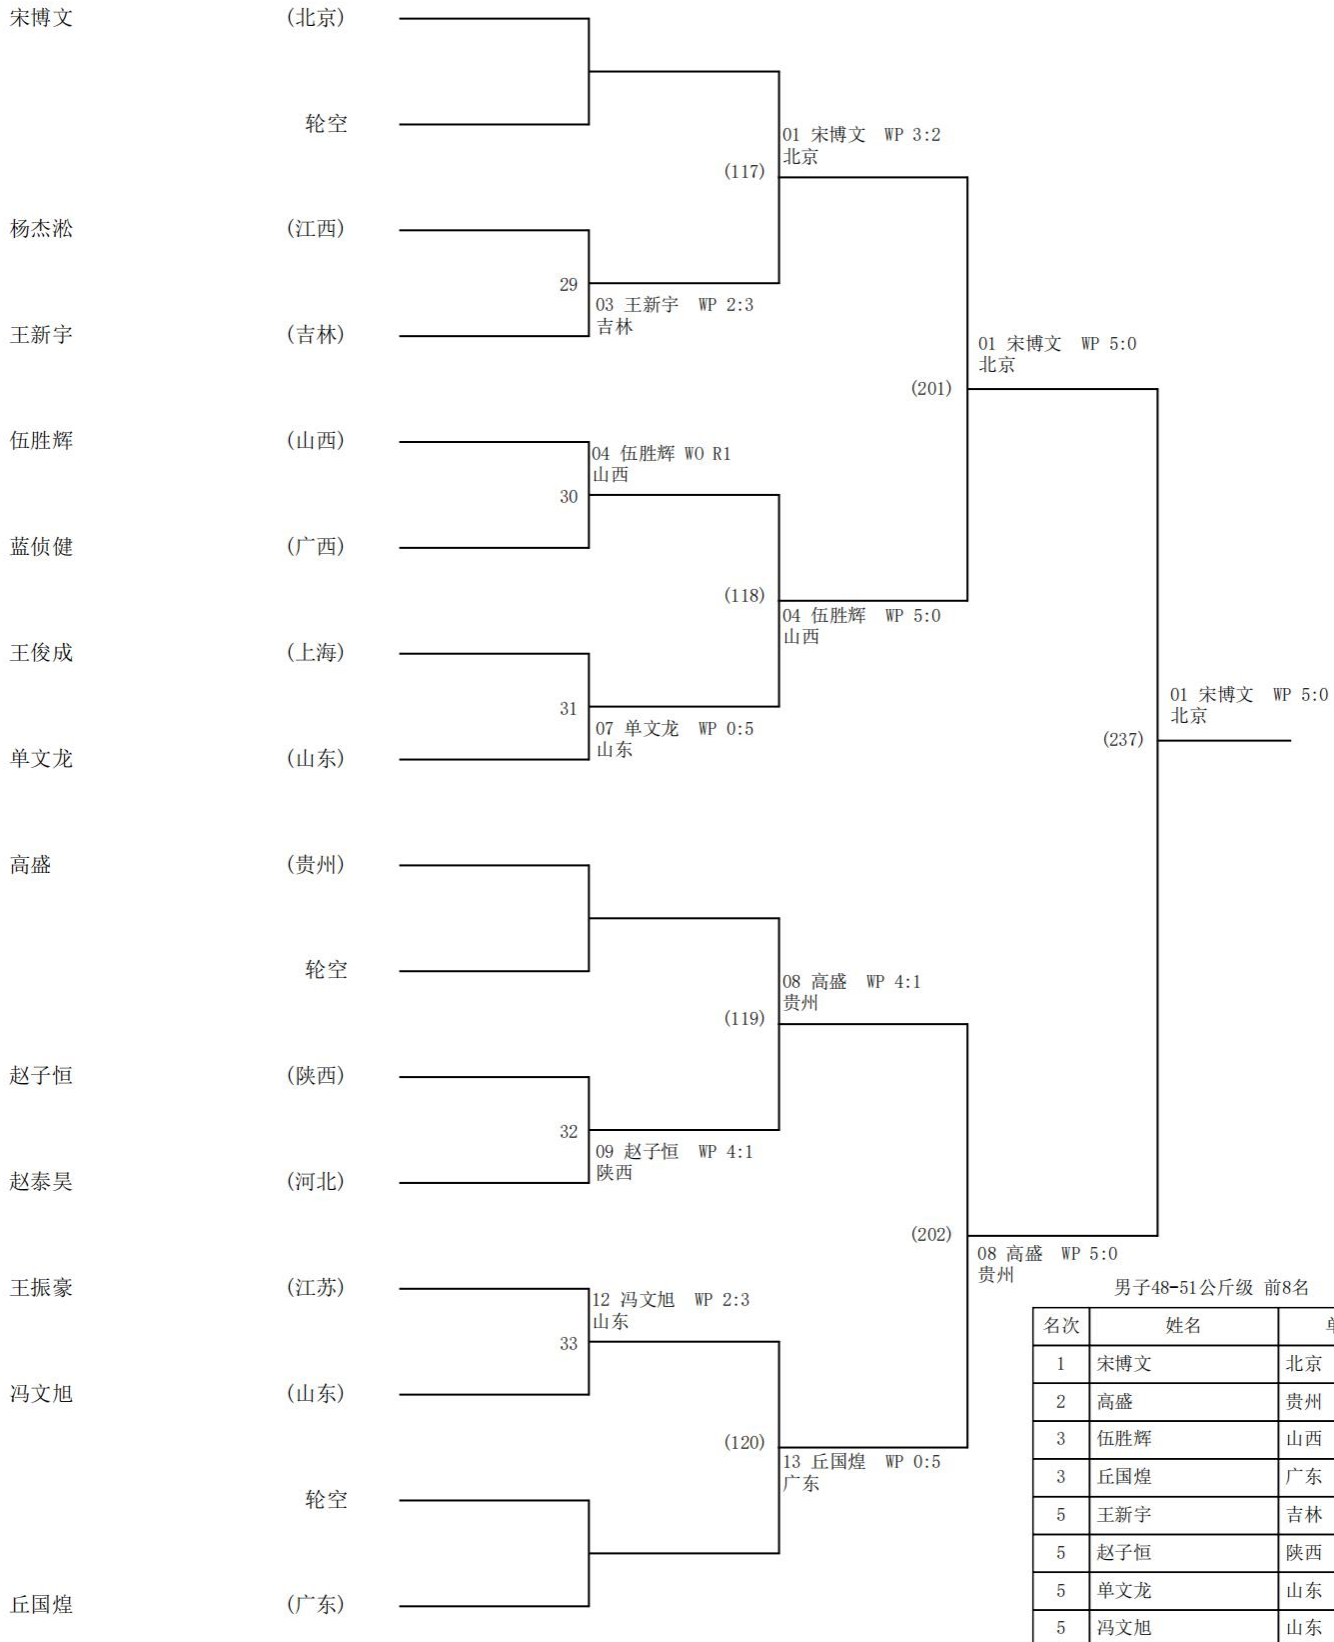 宋博文 (北京)
轮空
01 宋博文 WP 3:2
北京
(117)
杨杰淞 (江西)
29
03 王新宇 WP 2:3
吉林
王新宇 (吉林)
01 宋博文 WP 5:0
北京
(201)
伍胜辉 (山西)
04 伍胜辉 WO R1
山西
30
蓝侦健 (广西)
(118)
04 伍胜辉 WP 5:0
山西
王俊成 (上海)
31
07 单文龙 WP 0:5
山东
单文龙 (山东)
01 宋博文 WP 5:0
北京
(237)
高盛 (贵州)
轮空
08 高盛 WP 4:1
贵州
(119)
赵子恒 (陕西)
32
09 赵子恒 WP 4:1
陕西
赵泰昊 (河北)
(202)
08 高盛 WP 5:0
贵州
王振豪 (江苏)
12 冯文旭 WP 2:3
山东
33
冯文旭 (山东)
(120)
13 丘国煌 WP 0:5
广东
轮空
丘国煌 (广东)
男子48-51公斤级 前8名
名次 姓名
1 宋博文 北京
2 高盛 贵州
3 伍胜辉 山西
3 丘国煌 广东
5 王新宇 吉林
5 赵子恒 陕西
5 单文龙 山东
5 冯文旭 山东